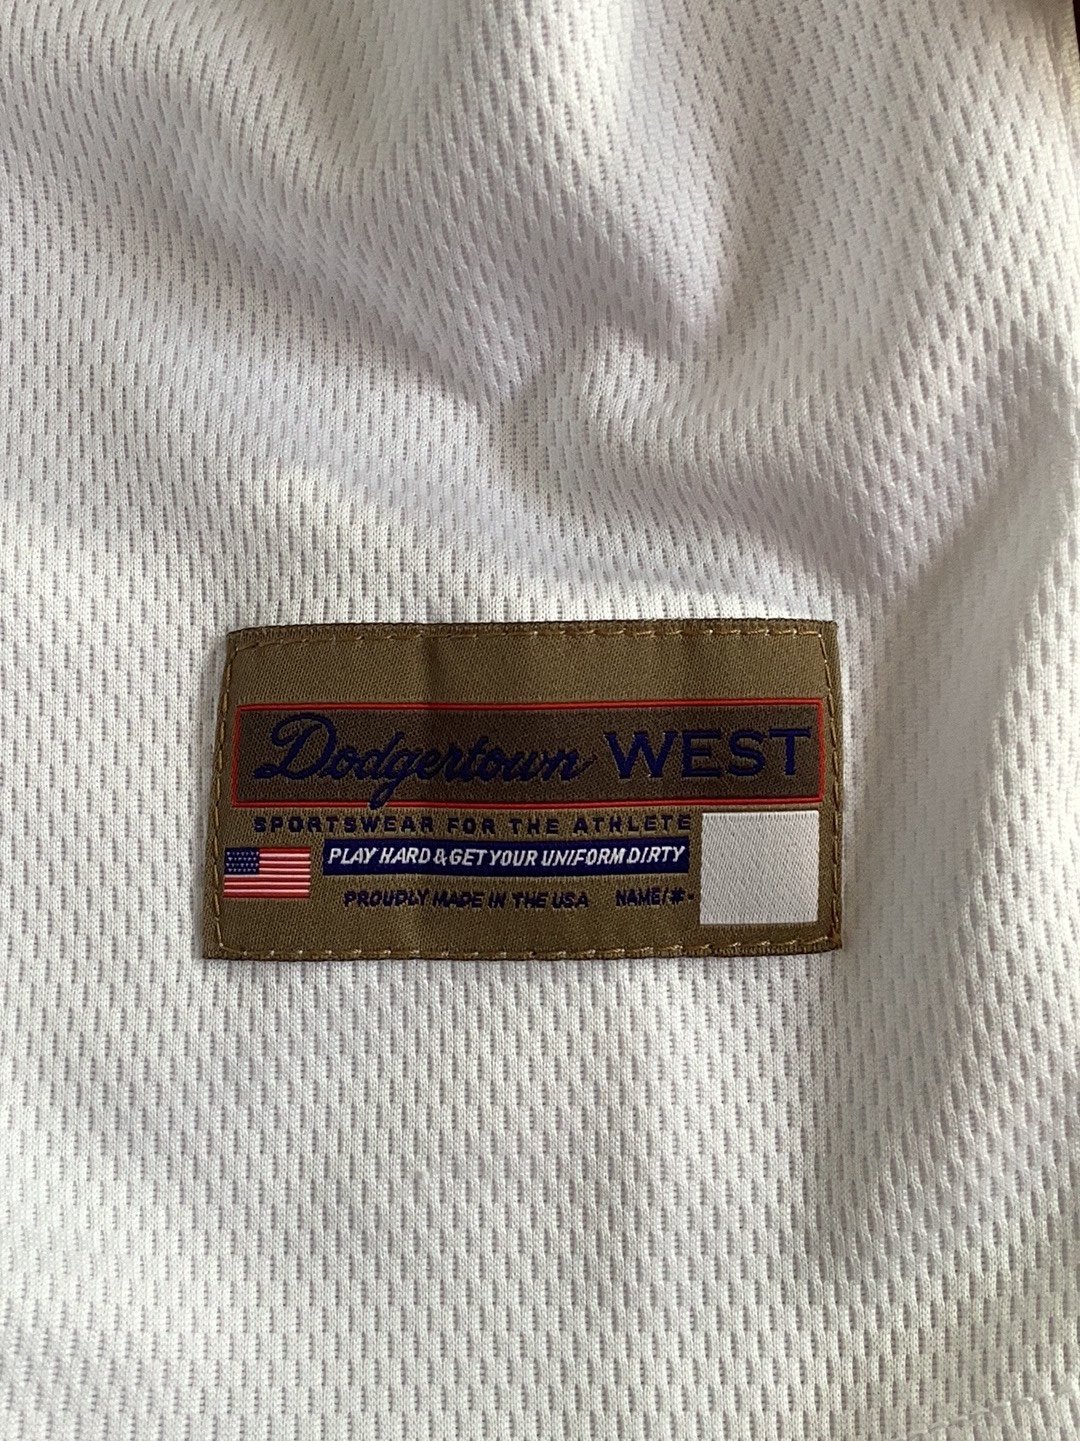 Dodgertown WEST
SPORTSWEAR FOR THE ATHLETE
PLAY HARD & GET YOUR UNIFORM DIRTY
PROUDLY MADE IN THE USA NAME/#-